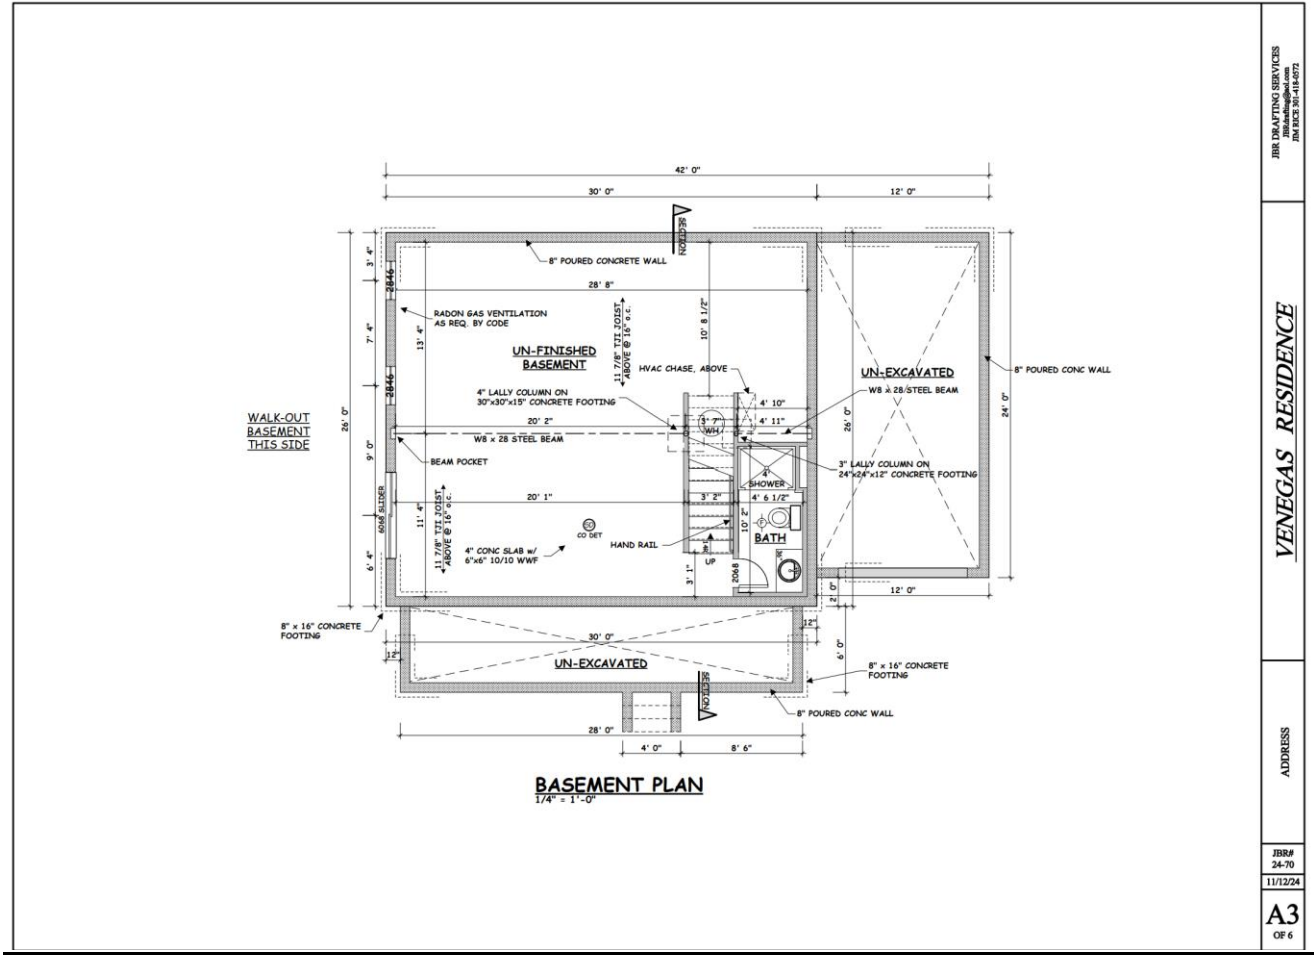 42' 0"
30' 0"
12' 0"
SECTION
3' 4"
2846
8" POURED CONCRETE WALL
28' 8"
RADON GAS VENTILATION
AS REQ. BY CODE
7' 4"
13' 4"
11 7/8" TJI JOIST
ABOVE @ 16" o.c.
10' 8 1/2"
UN-FINISHED
BASEMENT
HVAC CHASE, ABOVE
UN-EXCAVATED
8" POURED CONC WALL
2846
4" LALLY COLUMN ON
30"x30"x15" CONCRETE FOOTING
W8 x 28 STEEL BEAM
4' 10"
WALK-OUT
BASEMENT
THIS SIDE
26' 0"
20' 2"
3' 7"
WH
4' 11"
26' 0"
24' 0"
W8 x 28 STEEL BEAM
9' 0"
BEAM POCKET
3" LALLY COLUMN ON
24"x24"x12" CONCRETE FOOTING
4'
SHOWER
6068 SLIDER
20' 1"
3' 2"
4' 6 1/2"
11' 4"
11 7/8" TJI JOIST
ABOVE @ 16" o.c.
SD
CO DET
10' 2"
F
BATH
HAND RAIL
4" CONC SLAB w/
6"x6" 10/10 WWF
6' 4"
UP
3' 1"
2068
2' 0"
12' 0"
8" x 16" CONCRETE
FOOTING
12"
30' 0"
12"
6' 0"
UN-EXCAVATED
8" x 16" CONCRETE
FOOTING
SECTION
8" POURED CONC WALL
28' 0"
4' 0"
8' 6"
BASEMENT PLAN
1/4" = 1'-0"
JBR DRAFTING SERVICES
JBRdrafting@aol.com
JIM RICE 301-418-0572
VENEGAS RESIDENCE
ADDRESS
JBR#
24-70
11/12/24
A3
OF 6